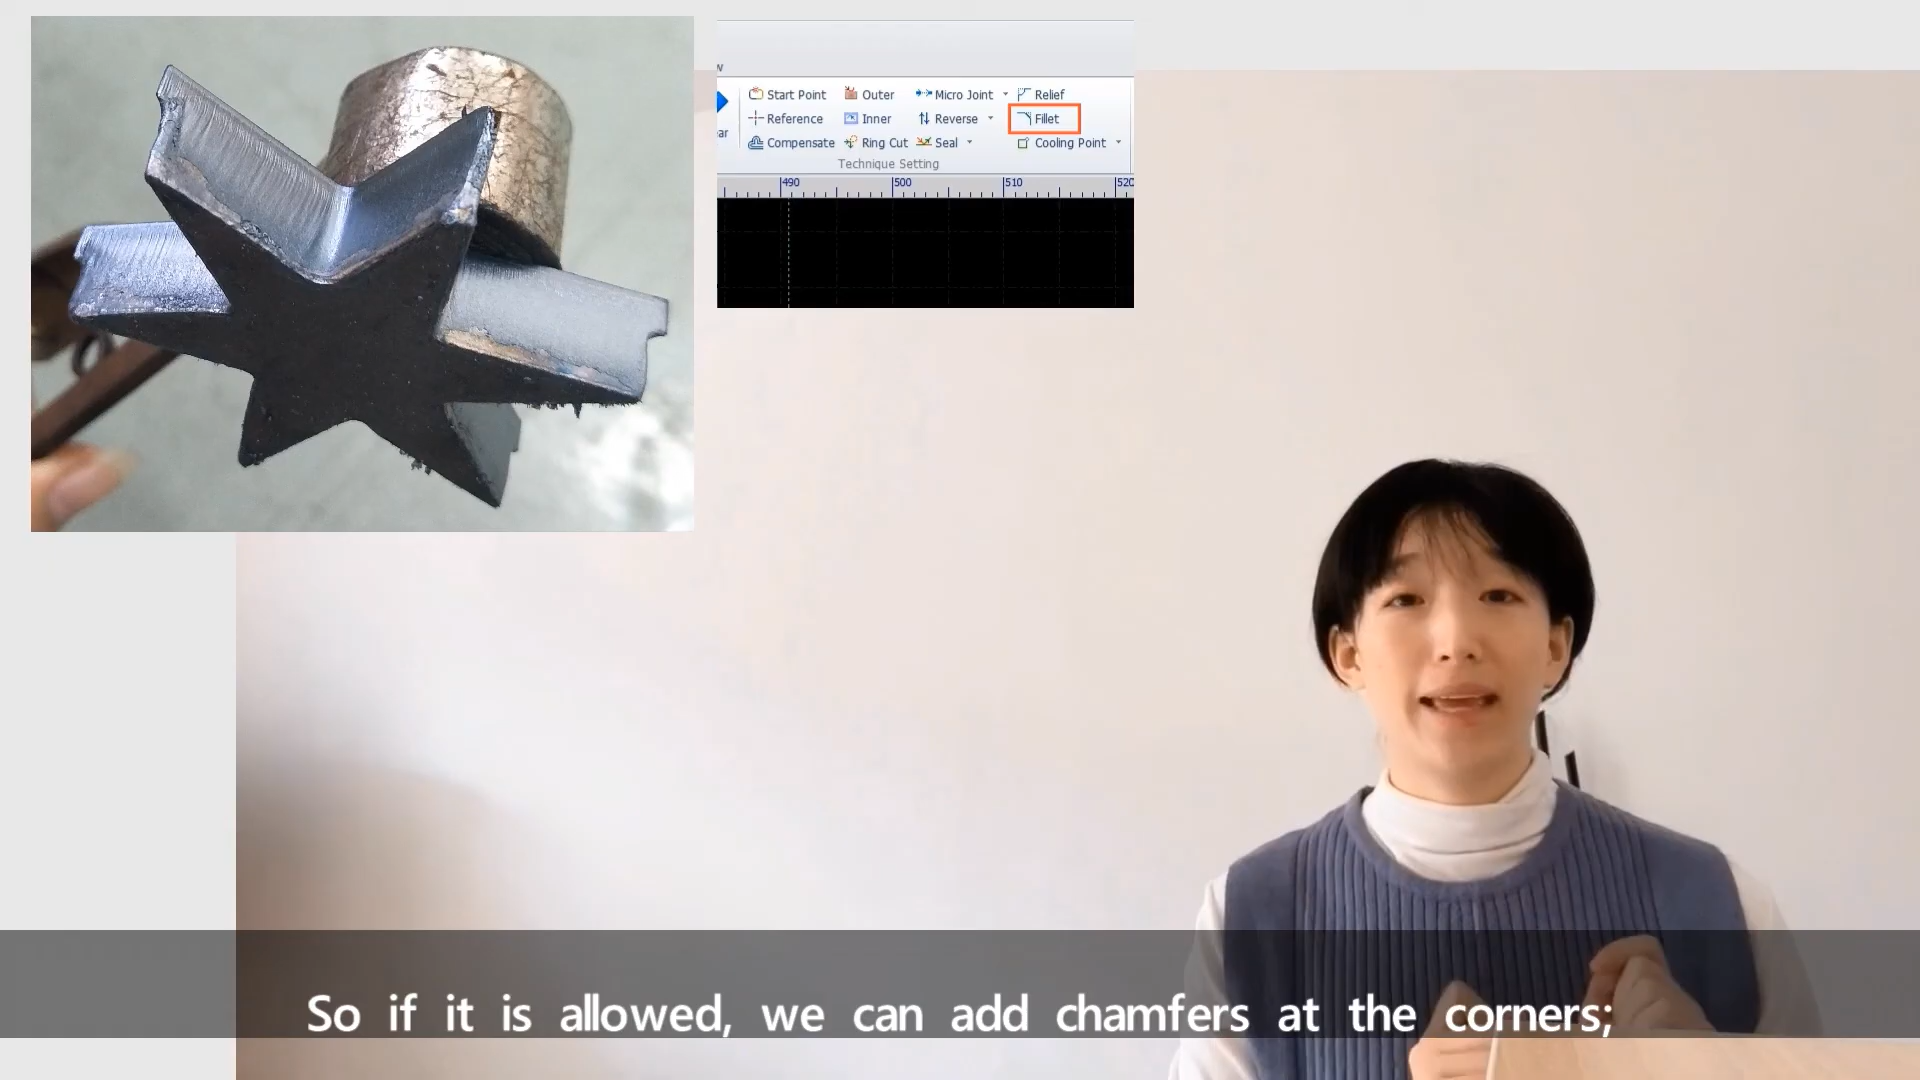 w
Start Point Outer Micro Joint Relief
Reference Inner Reverse Fillet
ar Compensate Ring Cut Seal Cooling Point
Technique Setting
490 500 510 520
So if it is allowed, we can add chamfers at the corners;